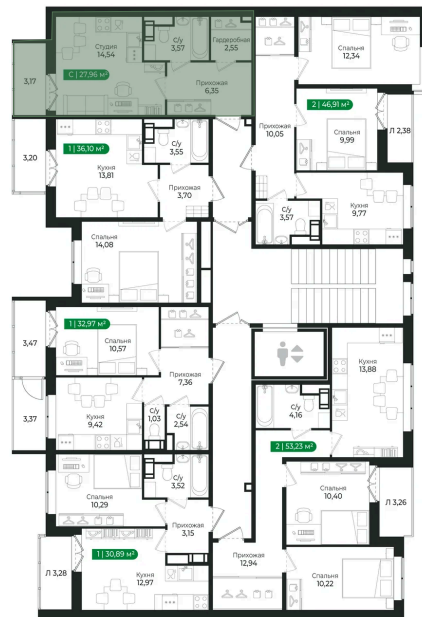 Студия
14,54
С/у
3,57
Гардеробная
2,55
3,17
С | 27,96 м²
Прихожая
6,35
Спальня
12,34
2 | 46,91 м²
Спальня
9,99
Л 2,38
Прихожая
10,05
1 | 36,10 м²
Кухня
13,81
3,20
С/у
3,55
Прихожая
3,70
С/у
3,57
Кухня
9,77
Спальня
14,08
1 | 32,97 м²
Спальня
10,57
3,47
Прихожая
7,36
Кухня
13,88
3,37
Кухня
9,42
С/у
1,03
С/у
2,54
С/у
4,16
2 | 53,23 м²
Спальня
10,29
С/у
3,52
Спальня
10,40
Л 3,26
Прихожая
3,15
1 | 30,89 м²
Кухня
12,97
Л 3,28
Прихожая
12,94
Спальня
10,22